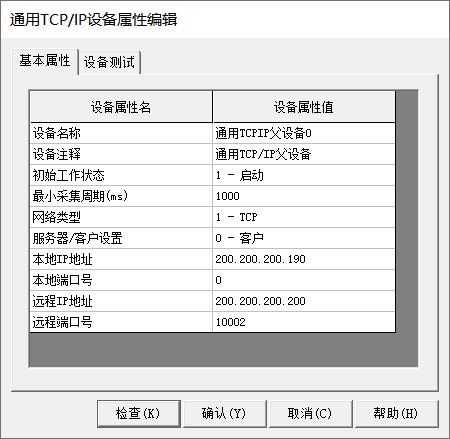 通用TCP/IP设备属性编辑
基本属性 设备测试
设备属性名 设备属性值
设备名称 通用TCPIP父设备0
设备注释 通用TCP/IP父设备
初始工作状态 1 - 启动
最小采集周期(ms) 1000
网络类型 1 - TCP
服务器/客户设置 0 - 客户
本地IP地址 200.200.200.190
本地端口号 0
远程IP地址 200.200.200.200
远程端口号 10002
检查(K) 确认(Y) 取消(C) 帮助(H)